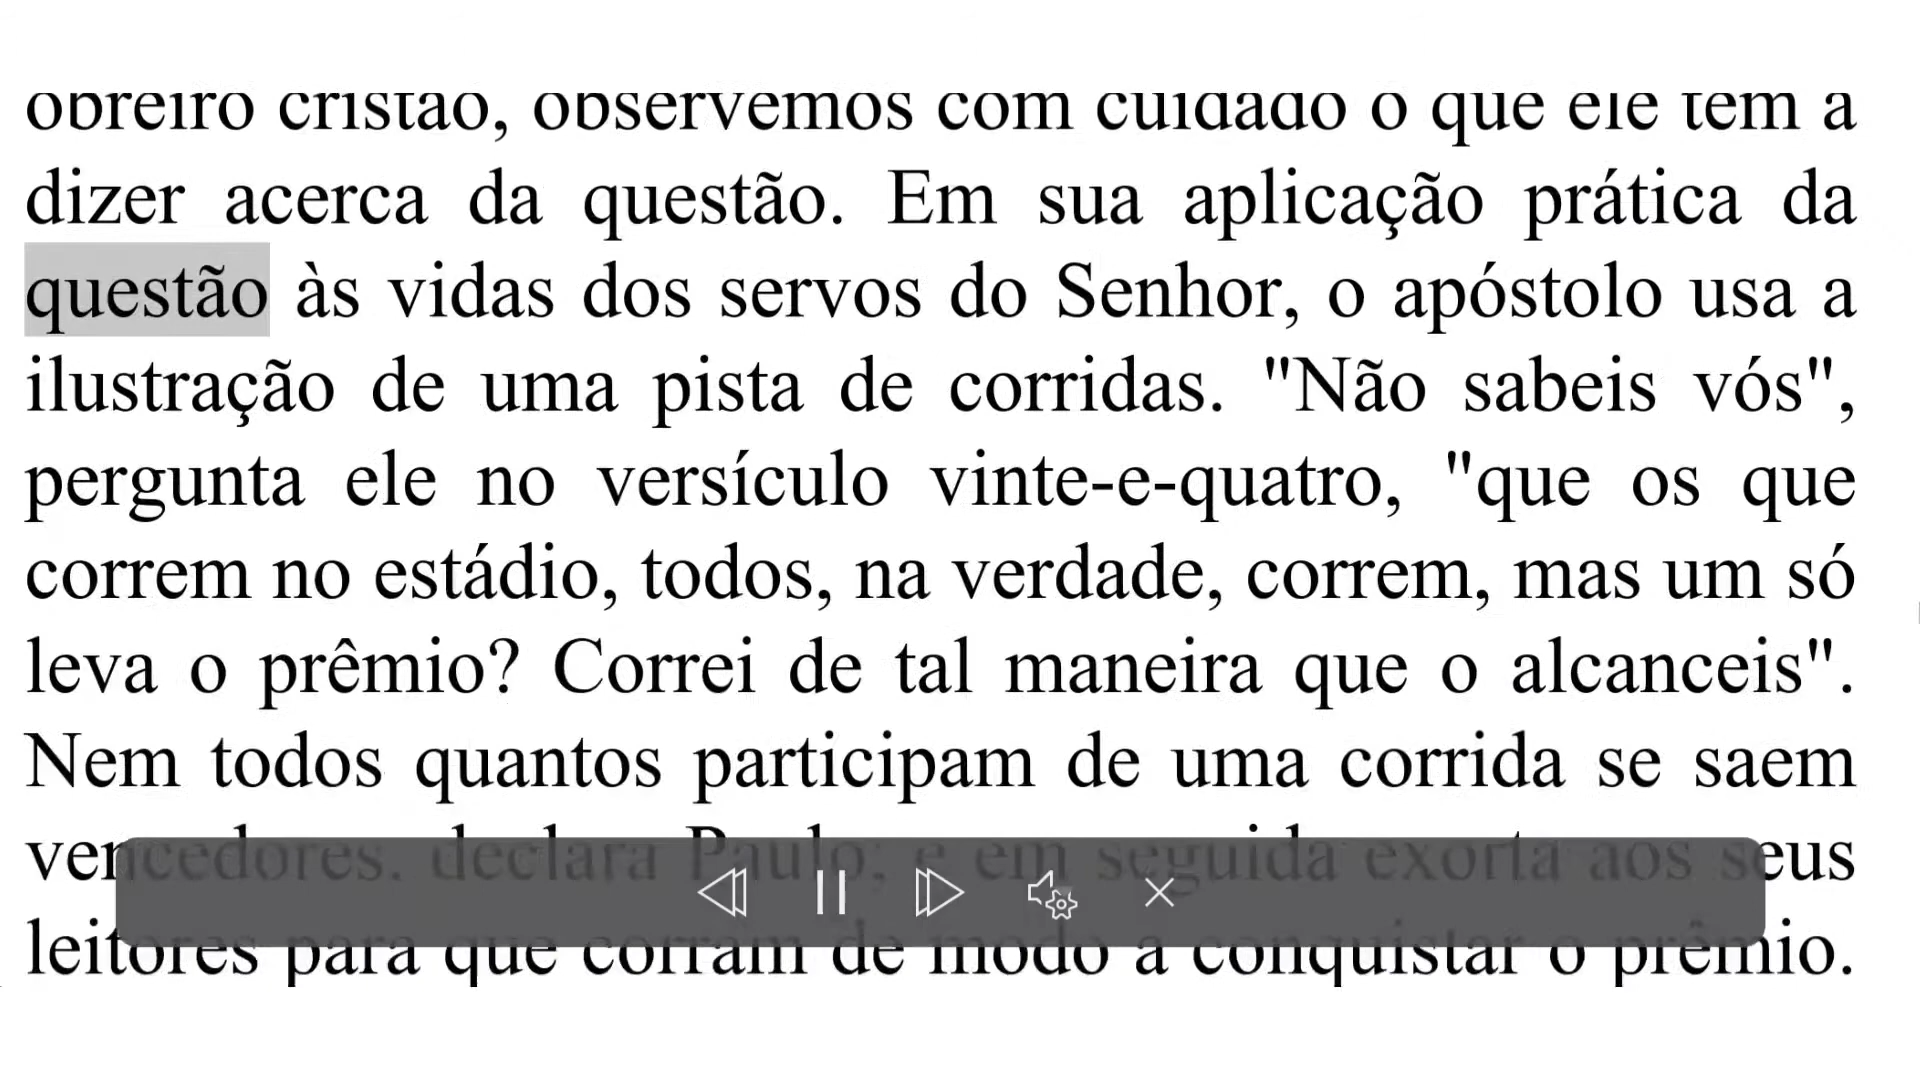 obreiro cristão, observemos com cuidado o que ele tem a
dizer acerca da questão. Em sua aplicação prática da
questão às vidas dos servos do Senhor, o apóstolo usa a
ilustração de uma pista de corridas. "Não sabeis vós",
pergunta ele no versículo vinte-e-quatro, "que os que
correm no estádio, todos, na verdade, correm, mas um só
leva o prêmio? Correi de tal maneira que o alcanceis".
Nem todos quantos participam de uma corrida se saem
vencedores, declara Paulo; e em seguida exorta aos seus
leitores para que corram de modo a conquistar o prêmio.